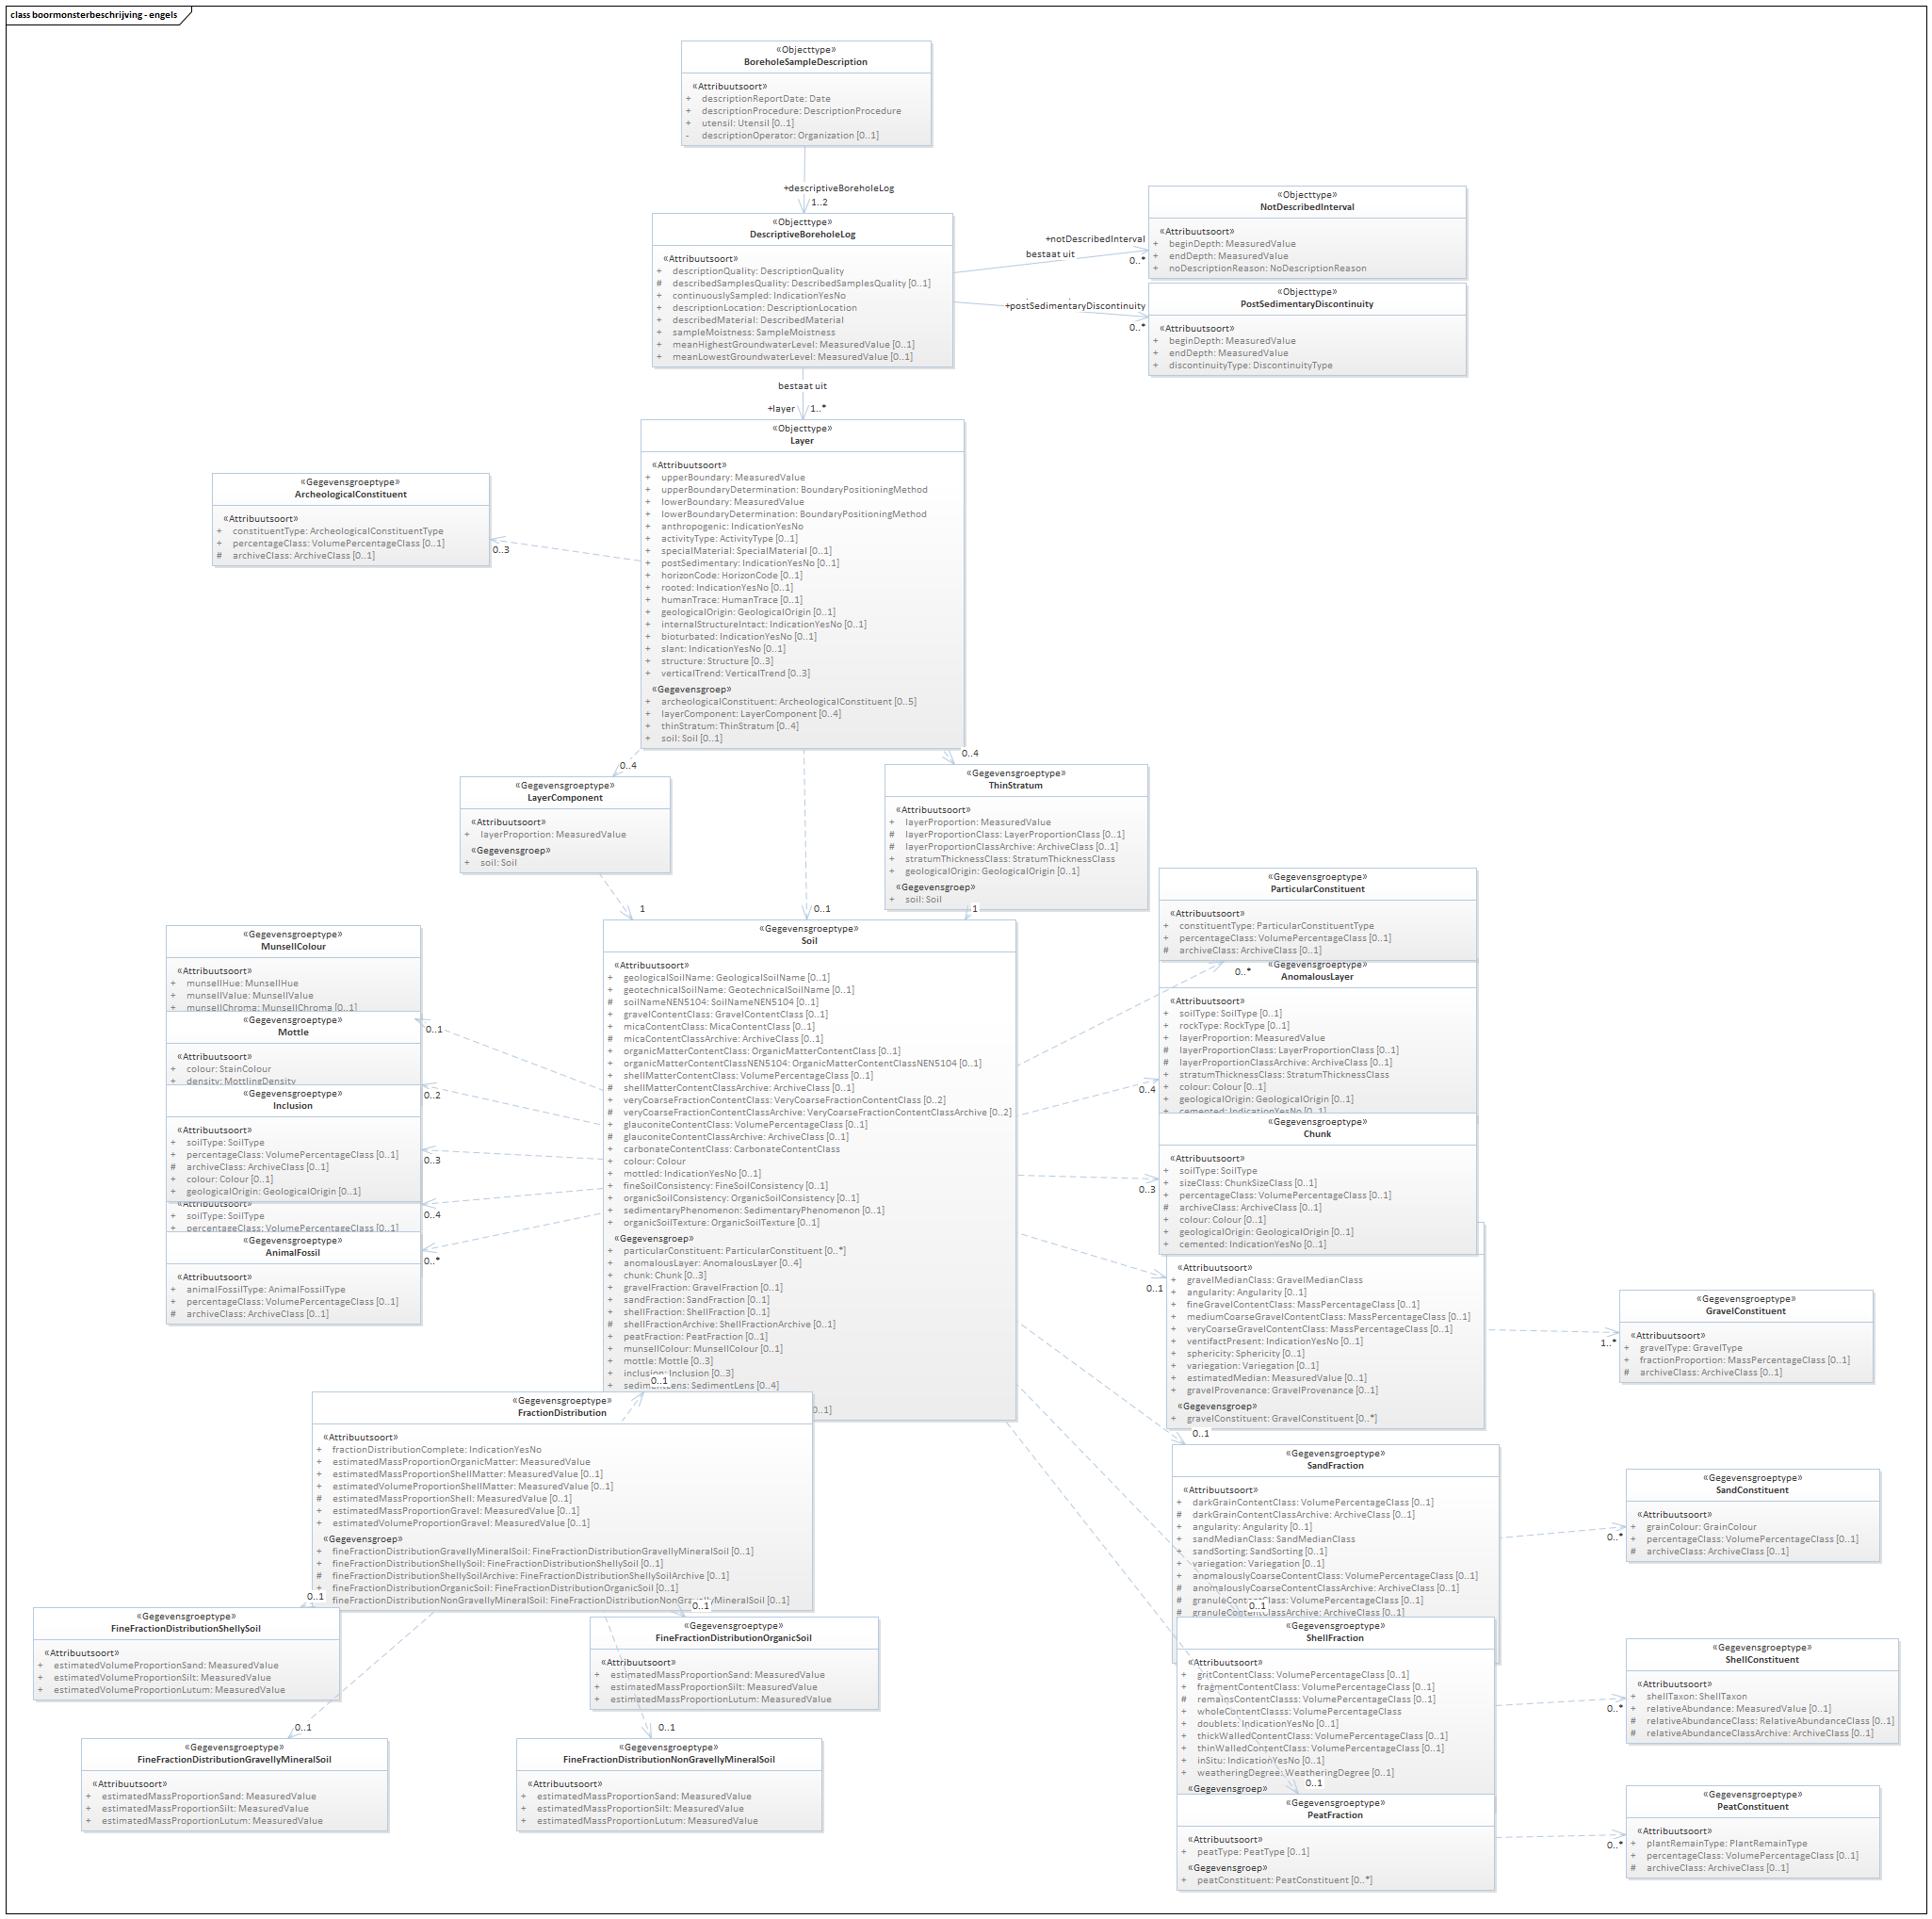 class boormonsterbeschrijving - engels
«Objecttype»
BoreholeSampleDescription
«Attribuutsoort»
+ descriptionReportDate: Date
+ descriptionProcedure: DescriptionProcedure
+ utensil: Utensil [0..1]
- descriptionOperator: Organization [0..1]
+descriptiveBoreholeLog
1..2
«Objecttype»
DescriptiveBoreholeLog
«Attribuutsoort»
+ descriptionQuality: DescriptionQuality
# describedSamplesQuality: DescribedSamplesQuality [0..1]
+ continuouslySampled: IndicationYesNo
+ descriptionLocation: DescriptionLocation
+ describedMaterial: DescribedMaterial
+ sampleMoistness: SampleMoistness
+ meanHighestGroundwaterLevel: MeasuredValue [0..1]
+ meanLowestGroundwaterLevel: MeasuredValue [0..1]
+notDescribedInterval
bestaat uit
0..*
«Objecttype»
NotDescribedInterval
«Attribuutsoort»
+ beginDepth: MeasuredValue
+ endDepth: MeasuredValue
+ noDescriptionReason: NoDescriptionReason
+postSedimentaryDiscontinuity
0..*
«Objecttype»
PostSedimentaryDiscontinuity
«Attribuutsoort»
+ beginDepth: MeasuredValue
+ endDepth: MeasuredValue
+ discontinuityType: DiscontinuityType
bestaat uit
+layer 1..*
«Objecttype»
Layer
«Attribuutsoort»
+ upperBoundary: MeasuredValue
+ upperBoundaryDetermination: BoundaryPositioningMethod
+ lowerBoundary: MeasuredValue
+ lowerBoundaryDetermination: BoundaryPositioningMethod
+ anthropogenic: IndicationYesNo
+ activityType: ActivityType [0..1]
+ specialMaterial: SpecialMaterial [0..1]
+ postSedimentary: IndicationYesNo [0..1]
+ horizonCode: HorizonCode [0..1]
+ rooted: IndicationYesNo [0..1]
+ humanTrace: HumanTrace [0..1]
+ geologicalOrigin: GeologicalOrigin [0..1]
+ internalStructureIntact: IndicationYesNo [0..1]
+ bioturbated: IndicationYesNo [0..1]
+ slant: IndicationYesNo [0..1]
+ structure: Structure [0..3]
+ verticalTrend: VerticalTrend [0..3]
«Gegevensgroep»
+ archeologicalConstituent: ArcheologicalConstituent [0..5]
+ layerComponent: LayerComponent [0..4]
+ thinStratum: ThinStratum [0..4]
+ soil: Soil [0..1]
«Gegevensgroeptype»
ArcheologicalConstituent
«Attribuutsoort»
+ constituentType: ArcheologicalConstituentType
+ percentageClass: VolumePercentageClass [0..1]
# archiveClass: ArchiveClass [0..1]
0..3
0..4
«Gegevensgroeptype»
LayerComponent
«Attribuutsoort»
+ layerProportion: MeasuredValue
«Gegevensgroep»
+ soil: Soil
1
0..1
0..4
«Gegevensgroeptype»
ThinStratum
«Attribuutsoort»
+ layerProportion: MeasuredValue
# layerProportionClass: LayerProportionClass [0..1]
# layerProportionClassArchive: ArchiveClass [0..1]
+ stratumThicknessClass: StratumThicknessClass
+ geologicalOrigin: GeologicalOrigin [0..1]
«Gegevensgroep»
+ soil: Soil
1
«Gegevensgroeptype»
Soil
«Attribuutsoort»
+ geologicalSoilName: GeologicalSoilName [0..1]
+ geotechnicalSoilName: GeotechnicalSoilName [0..1]
# soilNameNEN5104: SoilNameNEN5104 [0..1]
+ gravelContentClass: GravelContentClass [0..1]
+ micaContentClass: MicaContentClass [0..1]
# micaContentClassArchive: ArchiveClass [0..1]
+ organicMatterContentClass: OrganicMatterContentClass [0..1]
+ organicMatterContentClassNEN5104: OrganicMatterContentClassNEN5104 [0..1]
+ shellMatterContentClass: VolumePercentageClass [0..1]
# shellMatterContentClassArchive: ArchiveClass [0..1]
+ veryCoarseFractionContentClass: VeryCoarseFractionContentClass [0..2]
# veryCoarseFractionContentClassArchive: VeryCoarseFractionContentClassArchive [0..2]
+ glauconiteContentClass: VolumePercentageClass [0..1]
# glauconiteContentClassArchive: ArchiveClass [0..1]
+ carbonateContentClass: CarbonateContentClass
+ colour: Colour
+ mottled: IndicationYesNo [0..1]
+ fineSoilConsistency: FineSoilConsistency [0..1]
+ organicSoilConsistency: OrganicSoilConsistency [0..1]
+ sedimentaryPhenomenon: SedimentaryPhenomenon [0..1]
+ organicSoilTexture: OrganicSoilTexture [0..1]
«Gegevensgroep»
+ particularConstituent: ParticularConstituent [0..*]
+ anomalousLayer: AnomalousLayer [0..4]
+ chunk: Chunk [0..3]
+ gravelFraction: GravelFraction [0..1]
+ sandFraction: SandFraction [0..1]
+ shellFraction: ShellFraction [0..1]
# shellFractionArchive: ShellFractionArchive [0..1]
+ peatFraction: PeatFraction [0..1]
+ munsellColour: MunsellColour [0..1]
+ mottle: Mottle [0..3]
+ inclusion: Inclusion [0..3]
+ sedimentLens: SedimentLens [0..4]
[0..1]
«Gegevensgroeptype»
MunsellColour
«Attribuutsoort»
+ munsellHue: MunsellHue
+ munsellValue: MunsellValue
+ munsellChroma: MunsellChroma [0..1]
0..1
«Gegevensgroeptype»
Mottle
«Attribuutsoort»
+ colour: StainColour
+ density: MottlingDensity
0..2
«Gegevensgroeptype»
Inclusion
«Attribuutsoort»
+ soilType: SoilType
+ percentageClass: VolumePercentageClass [0..1]
# archiveClass: ArchiveClass [0..1]
+ colour: Colour [0..1]
+ geologicalOrigin: GeologicalOrigin [0..1]
0..3
«Attribuutsoort»
+ soilType: SoilType
+ percentageClass: VolumePercentageClass [0..1]
0..4
«Gegevensgroeptype»
AnimalFossil
«Attribuutsoort»
+ animalFossilType: AnimalFossilType
+ percentageClass: VolumePercentageClass [0..1]
# archiveClass: ArchiveClass [0..1]
0..*
«Gegevensgroeptype»
ParticularConstituent
«Attribuutsoort»
+ constituentType: ParticularConstituentType
+ percentageClass: VolumePercentageClass [0..1]
# archiveClass: ArchiveClass [0..1]
0..*
«Gegevensgroeptype»
AnomalousLayer
«Attribuutsoort»
+ soilType: SoilType [0..1]
+ rockType: RockType [0..1]
+ layerProportion: MeasuredValue
# layerProportionClass: LayerProportionClass [0..1]
# layerProportionClassArchive: ArchiveClass [0..1]
+ stratumThicknessClass: StratumThicknessClass
+ colour: Colour [0..1]
+ geologicalOrigin: GeologicalOrigin [0..1]
+ cemented: IndicationYesNo [0..1]
0..4
«Gegevensgroeptype»
Chunk
«Attribuutsoort»
+ soilType: SoilType
+ sizeClass: ChunkSizeClass [0..1]
+ percentageClass: VolumePercentageClass [0..1]
# archiveClass: ArchiveClass [0..1]
+ colour: Colour [0..1]
+ geologicalOrigin: GeologicalOrigin [0..1]
+ cemented: IndicationYesNo [0..1]
0..3
«Attribuutsoort»
+ gravelMedianClass: GravelMedianClass
+ angularity: Angularity [0..1]
+ fineGravelContentClass: MassPercentageClass [0..1]
+ mediumCoarseGravelContentClass: MassPercentageClass [0..1]
+ veryCoarseGravelContentClass: MassPercentageClass [0..1]
+ ventifactPresent: IndicationYesNo [0..1]
+ sphericity: Sphericity [0..1]
+ variegation: Variegation [0..1]
+ estimatedMedian: MeasuredValue [0..1]
+ gravelProvenance: GravelProvenance [0..1]
«Gegevensgroep»
+ gravelConstituent: GravelConstituent [0..*]
0..1
1..*
«Gegevensgroeptype»
GravelConstituent
«Attribuutsoort»
+ gravelType: GravelType
+ fractionProportion: MassPercentageClass [0..1]
# archiveClass: ArchiveClass [0..1]
0..1
«Gegevensgroeptype»
FractionDistribution
«Attribuutsoort»
+ fractionDistributionComplete: IndicationYesNo
+ estimatedMassProportionOrganicMatter: MeasuredValue
+ estimatedMassProportionShellMatter: MeasuredValue [0..1]
+ estimatedVolumeProportionShellMatter: MeasuredValue [0..1]
# estimatedMassProportionShell: MeasuredValue [0..1]
+ estimatedMassProportionGravel: MeasuredValue [0..1]
+ estimatedVolumeProportionGravel: MeasuredValue [0..1]
«Gegevensgroep»
+ fineFractionDistributionGravellyMineralSoil: FineFractionDistributionGravellyMineralSoil [0..1]
+ fineFractionDistributionShellySoil: FineFractionDistributionShellySoil [0..1]
# fineFractionDistributionShellySoilArchive: FineFractionDistributionShellySoilArchive [0..1]
+ fineFractionDistributionOrganicSoil: FineFractionDistributionOrganicSoil [0..1]
fineFractionDistributionNonGravellyMineralSoil: FineFractionDistributionNonGravellyMineralSoil [0..1]
0..1
0..1
«Gegevensgroeptype»
FineFractionDistributionShellySoil
«Attribuutsoort»
+ estimatedVolumeProportionSand: MeasuredValue
+ estimatedVolumeProportionSilt: MeasuredValue
+ estimatedVolumeProportionLutum: MeasuredValue
«Gegevensgroeptype»
FineFractionDistributionOrganicSoil
«Attribuutsoort»
+ estimatedMassProportionSand: MeasuredValue
+ estimatedMassProportionSilt: MeasuredValue
+ estimatedMassProportionLutum: MeasuredValue
0..1
«Gegevensgroeptype»
FineFractionDistributionGravellyMineralSoil
«Attribuutsoort»
+ estimatedMassProportionSand: MeasuredValue
+ estimatedMassProportionSilt: MeasuredValue
+ estimatedMassProportionLutum: MeasuredValue
0..1
«Gegevensgroeptype»
FineFractionDistributionNonGravellyMineralSoil
«Attribuutsoort»
+ estimatedMassProportionSand: MeasuredValue
+ estimatedMassProportionSilt: MeasuredValue
+ estimatedMassProportionLutum: MeasuredValue
0..1
«Gegevensgroeptype»
SandFraction
«Attribuutsoort»
+ darkGrainContentClass: VolumePercentageClass [0..1]
# darkGrainContentClassArchive: ArchiveClass [0..1]
+ angularity: Angularity [0..1]
+ sandMedianClass: SandMedianClass
+ sandSorting: SandSorting [0..1]
+ variegation: Variegation [0..1]
+ anomalouslyCoarseContentClass: VolumePercentageClass [0..1]
# anomalouslyCoarseContentClassArchive: ArchiveClass [0..1]
# granuleContentClass: VolumePercentageClass [0..1]
# granuleContentClassArchive: ArchiveClass [0..1]
0..*
«Gegevensgroeptype»
SandConstituent
«Attribuutsoort»
+ grainColour: GrainColour
+ percentageClass: VolumePercentageClass [0..1]
# archiveClass: ArchiveClass [0..1]
0..1
«Gegevensgroeptype»
ShellFraction
«Attribuutsoort»
+ gritContentClass: VolumePercentageClass [0..1]
+ fragmentContentClass: VolumePercentageClass [0..1]
# remainsContentClasss: VolumePercentageClass [0..1]
+ wholeContentClasss: VolumePercentageClass
+ doublets: IndicationYesNo [0..1]
+ thickWalledContentClass: VolumePercentageClass [0..1]
+ thinWalledContentClass: VolumePercentageClass [0..1]
+ inSitu: IndicationYesNo [0..1]
+ weatheringDegree: WeatheringDegree [0..1]
«Gegevensgroep»
0..*
«Gegevensgroeptype»
ShellConstituent
«Attribuutsoort»
+ shellTaxon: ShellTaxon
+ relativeAbundance: MeasuredValue [0..1]
# relativeAbundanceClass: RelativeAbundanceClass [0..1]
# relativeAbundanceClassArchive: ArchiveClass [0..1]
0..1
«Gegevensgroeptype»
PeatFraction
«Attribuutsoort»
+ peatType: PeatType [0..1]
«Gegevensgroep»
+ peatConstituent: PeatConstituent [0..*]
0..*
«Gegevensgroeptype»
PeatConstituent
«Attribuutsoort»
+ plantRemainType: PlantRemainType
+ percentageClass: VolumePercentageClass [0..1]
# archiveClass: ArchiveClass [0..1]